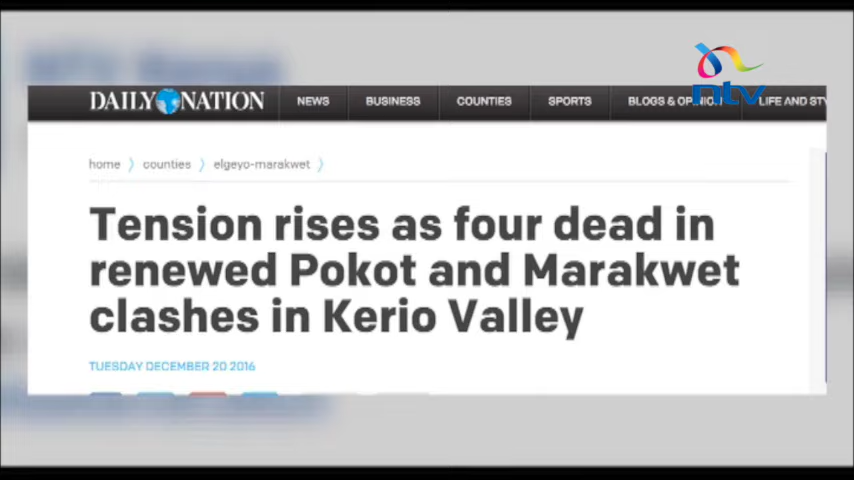 ntv
DAILY NATION
NEWS
BUSINESS
COUNTIES
SPORTS
BLOGS & OPINION
LIFE AND STY
home 〉 counties 〉 elgeyo-marakwet 〉
Tension rises as four dead in
renewed Pokot and Marakwet
clashes in Kerio Valley
TUESDAY DECEMBER 20 2016